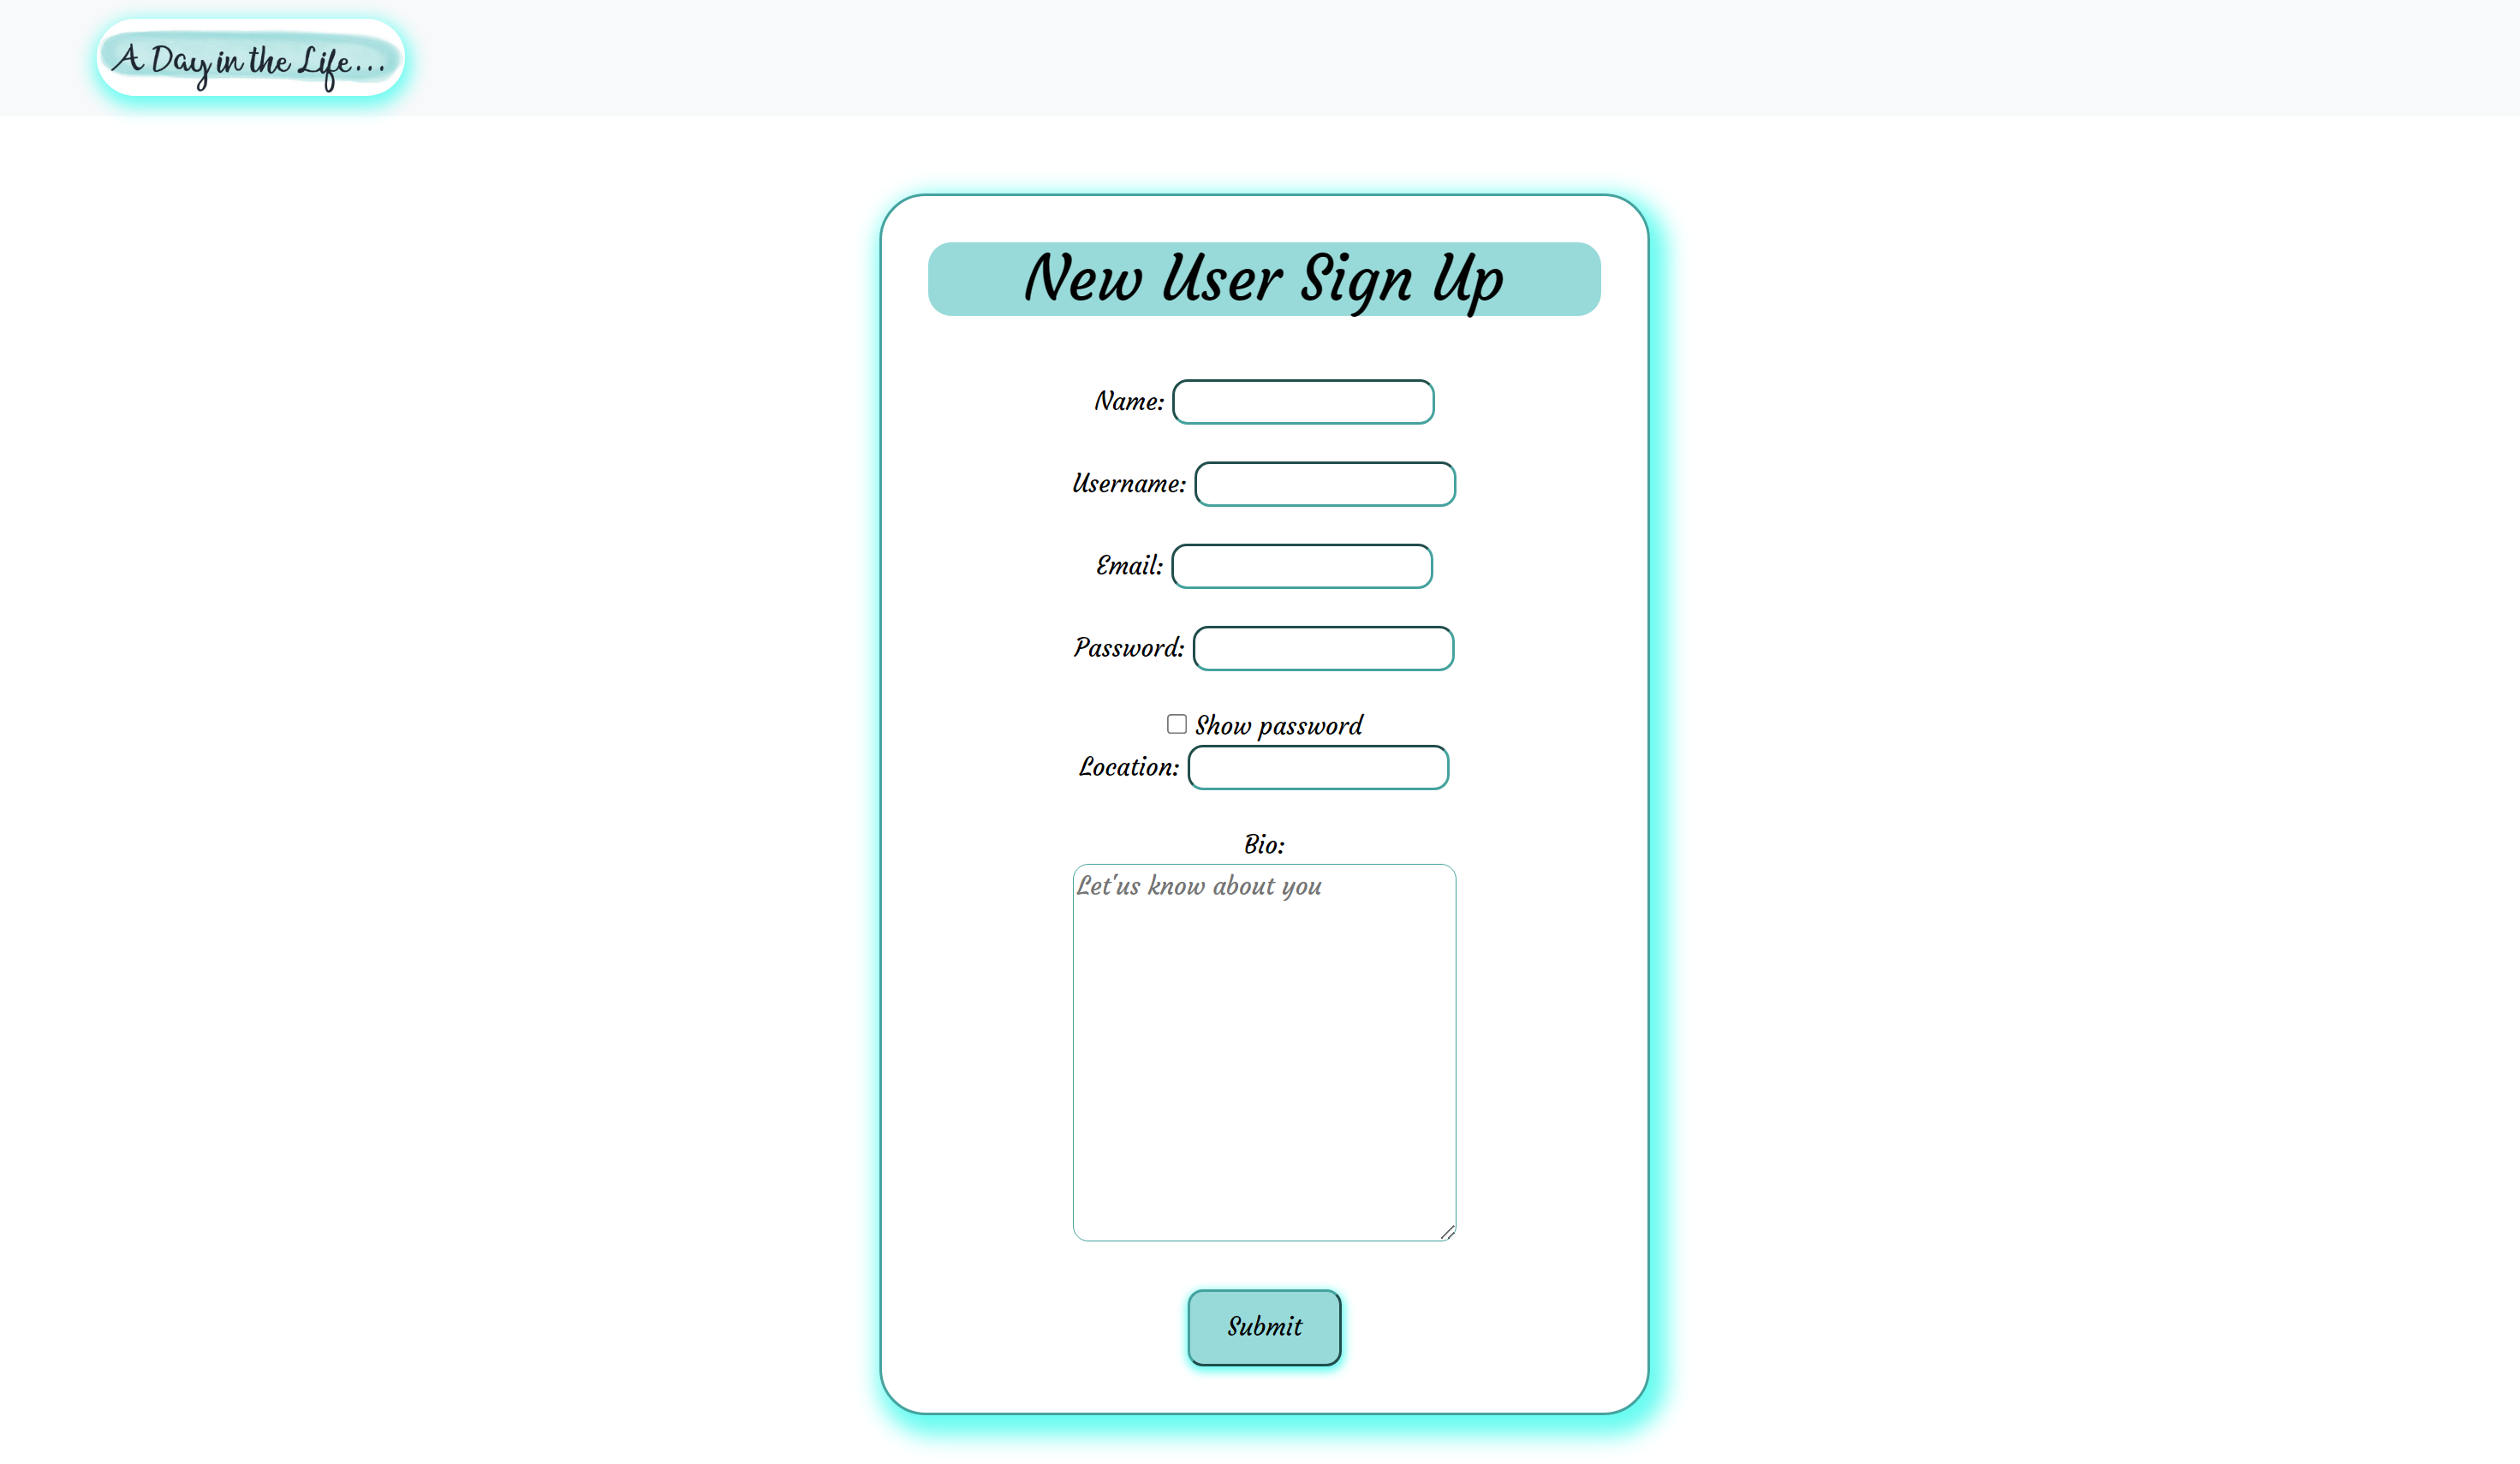 A Day in the Life...
New User Sign Up
Name:
Username:
Email:
Password:
Show password
Location:
Bio:
Let'us know about you
Submit